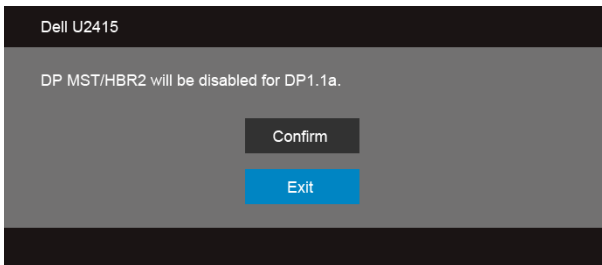 Dell U2415
DP MST/HBR2 will be disabled for DP1.1a.
Confirm
Exit